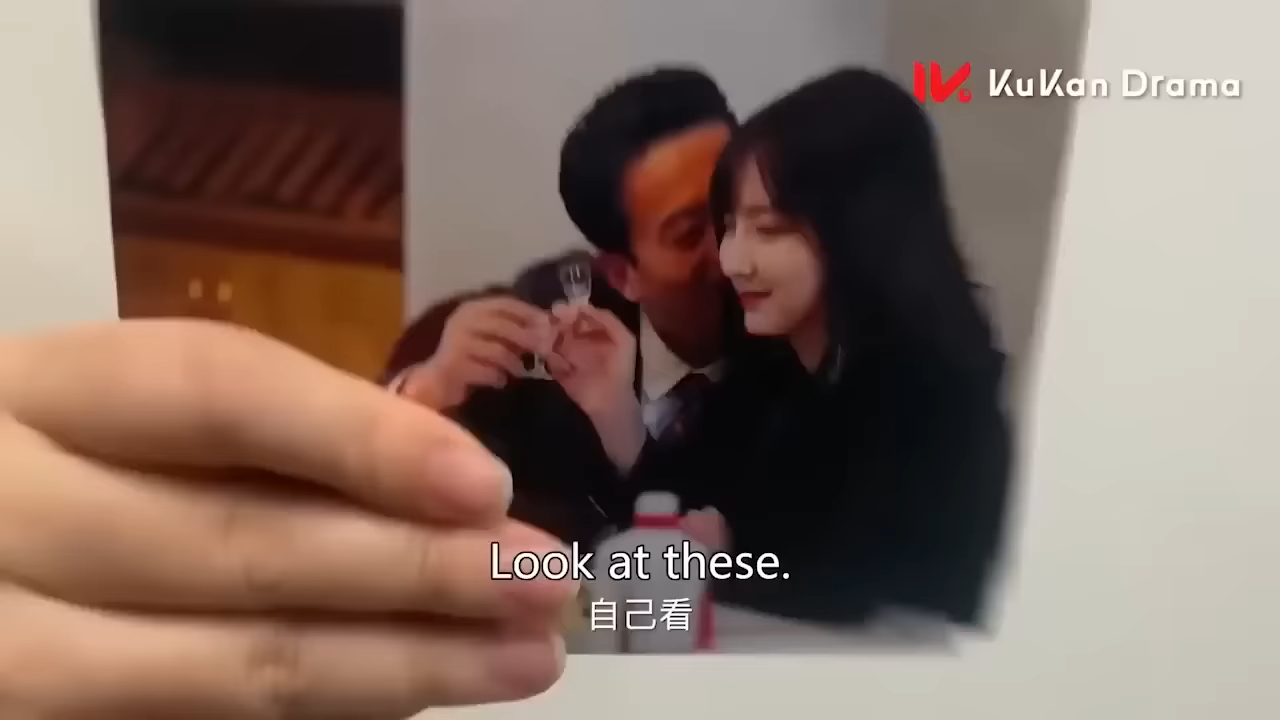 KuKan Drama
Look at these.
自己看